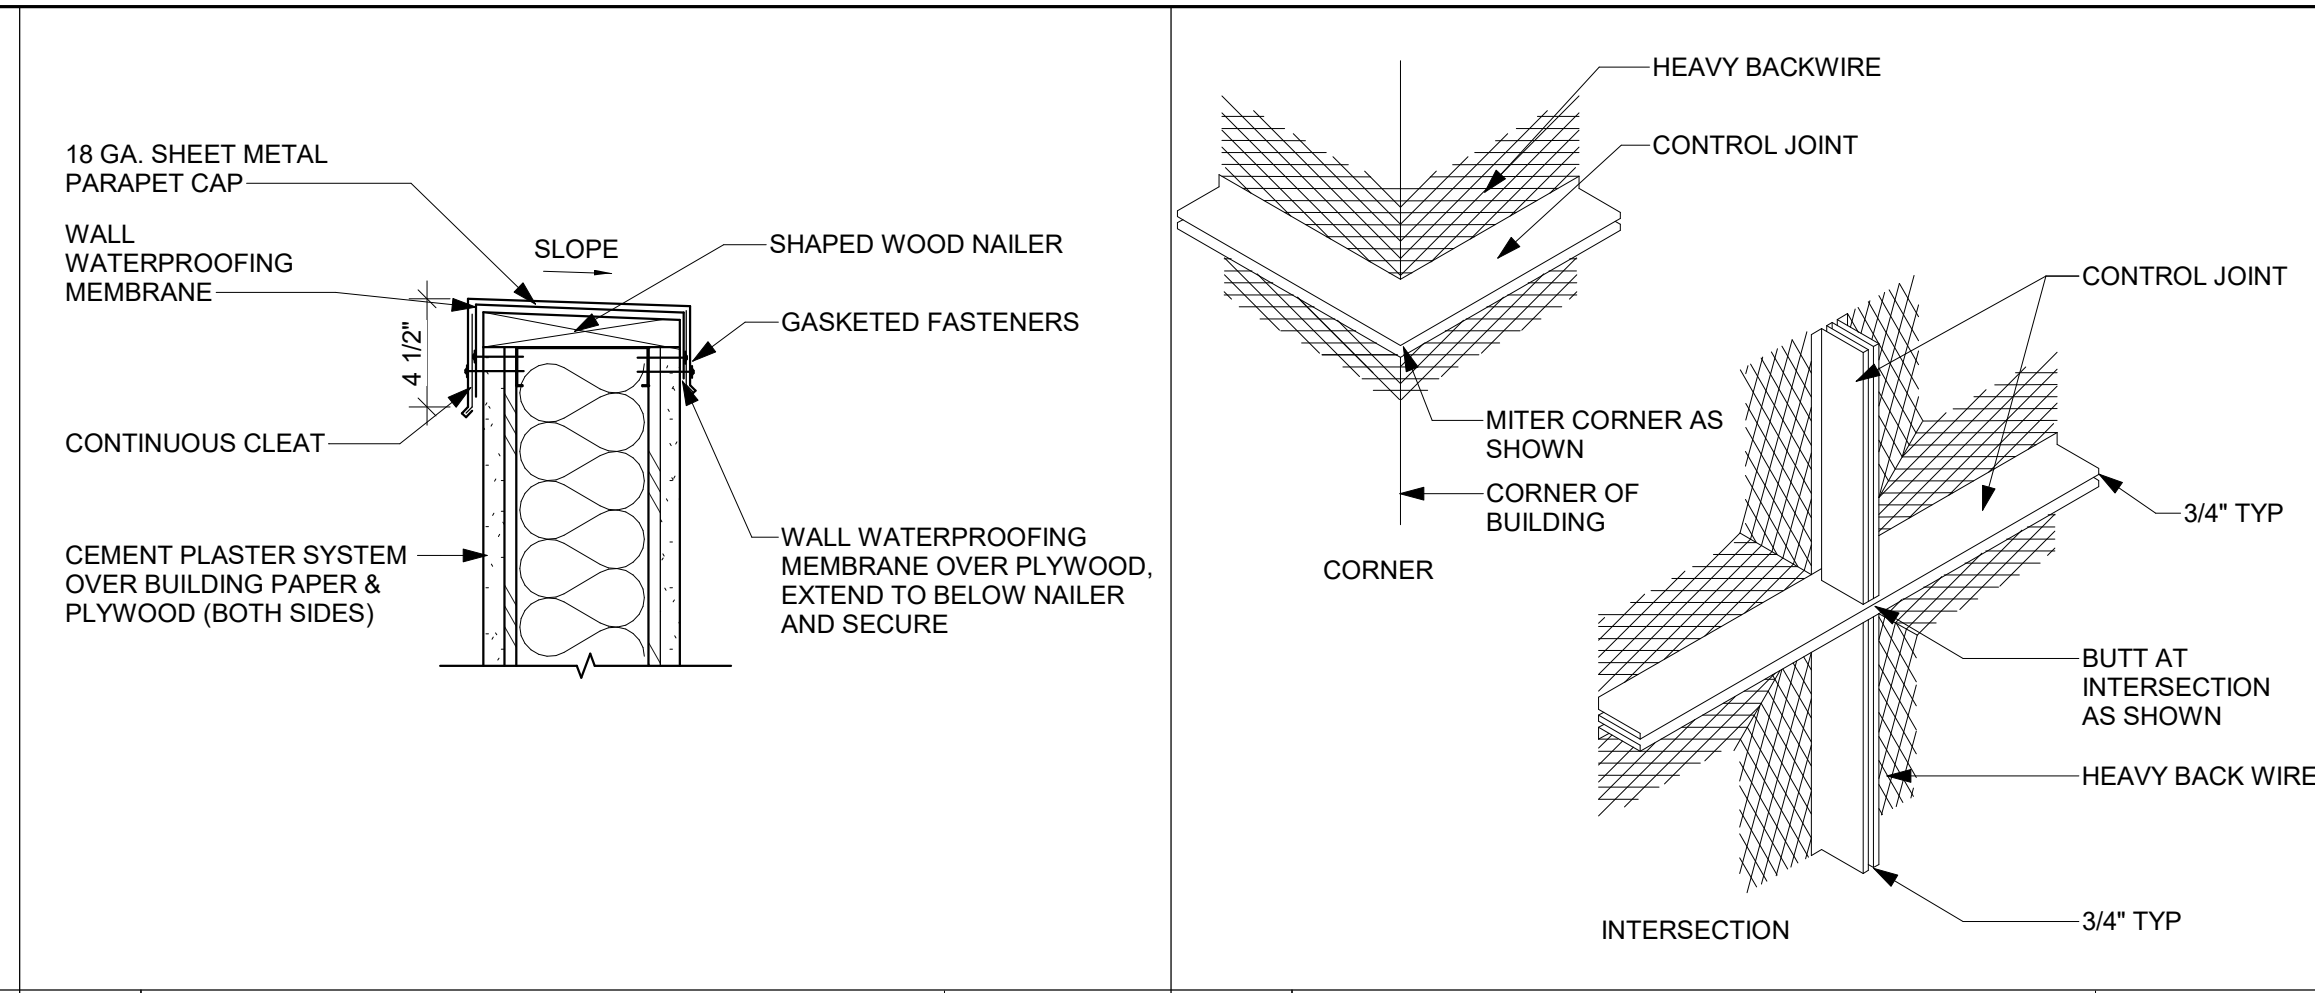 18 GA. SHEET METAL
PARAPET CAP
WALL
WATERPROOFING
MEMBRANE
SLOPE
SHAPED WOOD NAILER
GASKETED FASTENERS
4 1/2"
CONTINUOUS CLEAT
CEMENT PLASTER SYSTEM
OVER BUILDING PAPER &
PLYWOOD (BOTH SIDES)
WALL WATERPROOFING
MEMBRANE OVER PLYWOOD,
EXTEND TO BELOW NAILER
AND SECURE
HEAVY BACKWIRE
CONTROL JOINT
MITER CORNER AS
SHOWN
CORNER OF
BUILDING
CORNER
CONTROL JOINT
3/4" TYP
BUTT AT
INTERSECTION
AS SHOWN
HEAVY BACK WIRE
3/4" TYP
INTERSECTION